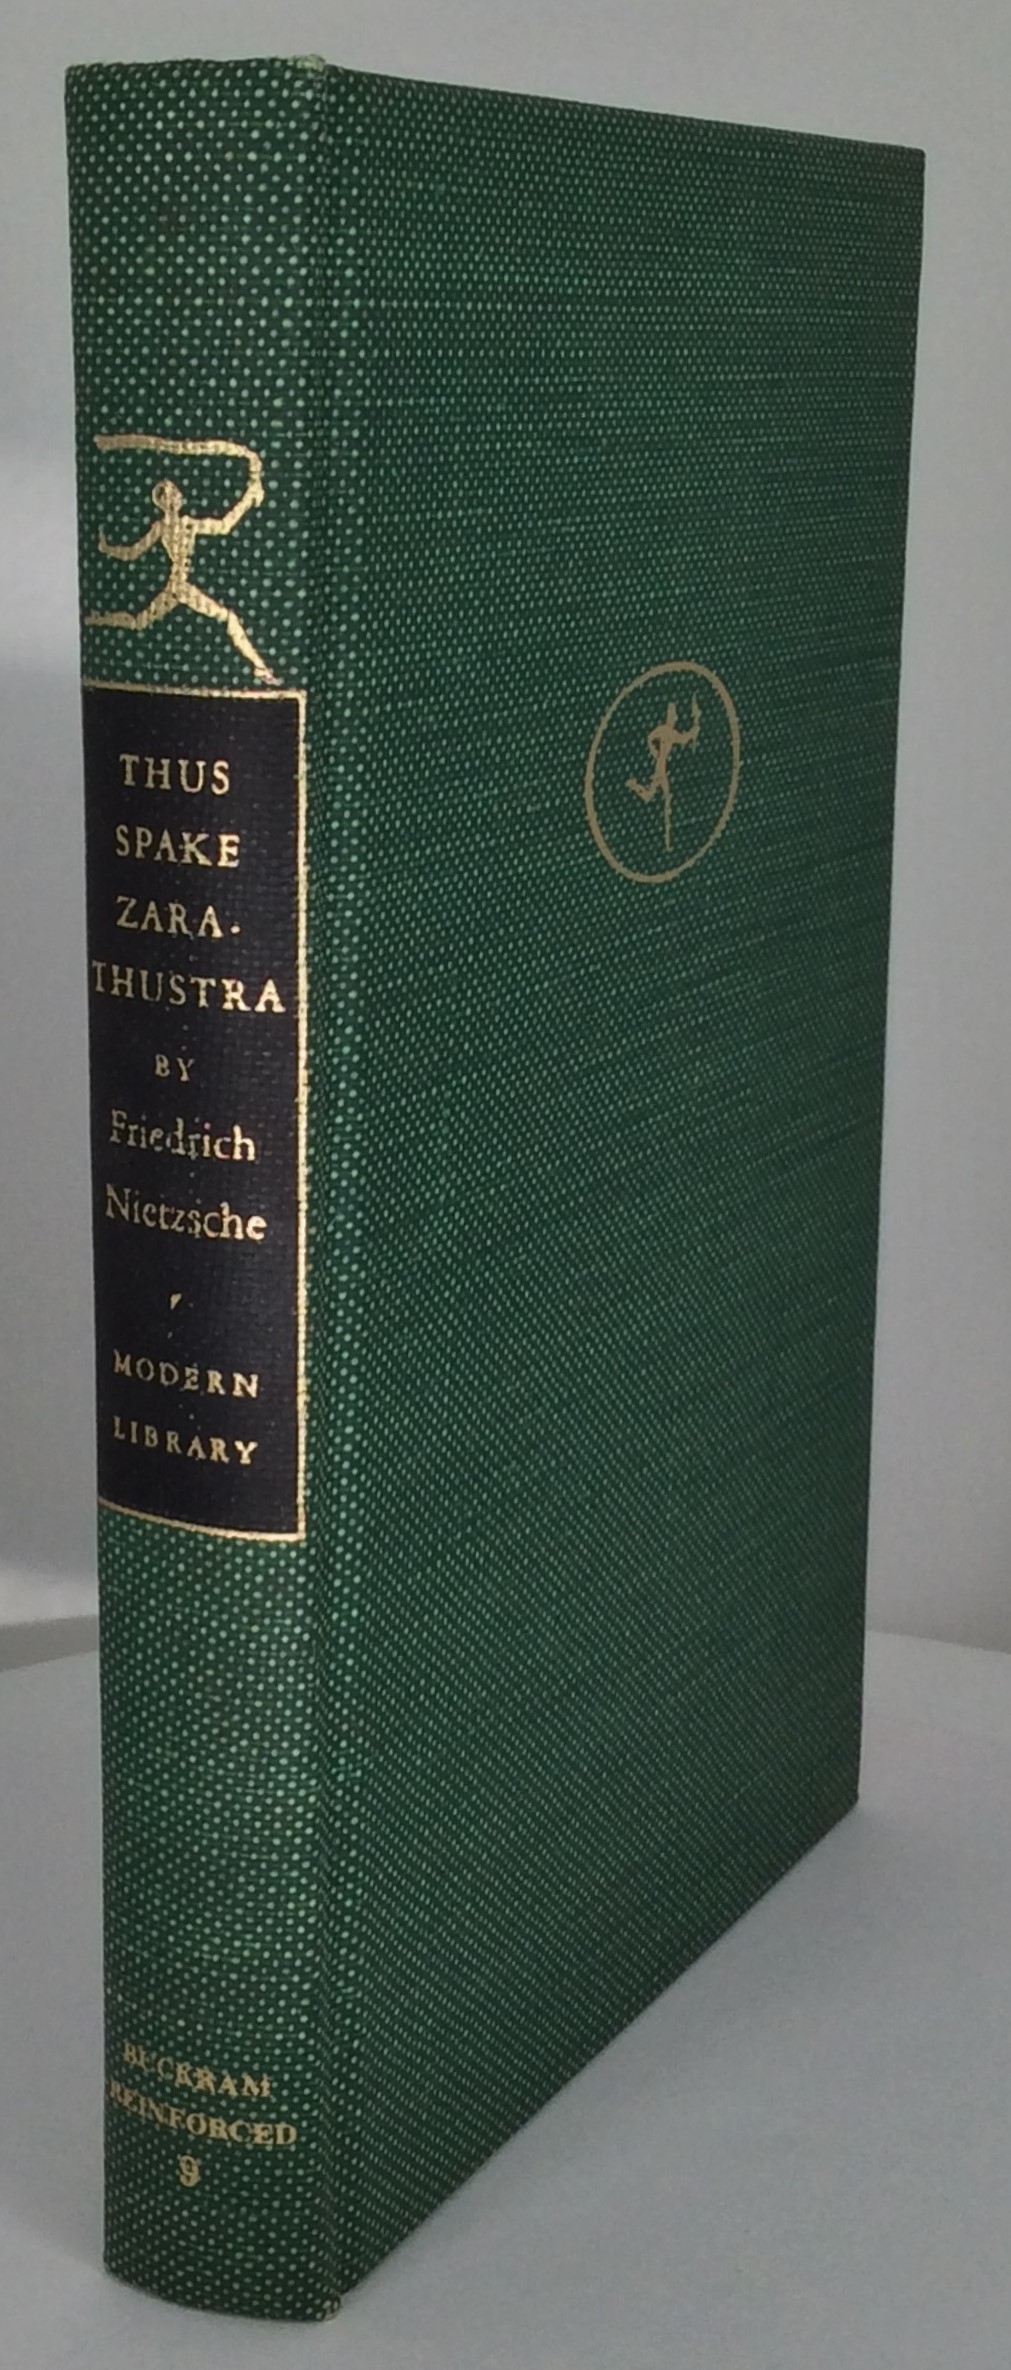 THUS
SPAKE
ZARA-
THUSTRA
BY
Friedrich
Nietzsche
MODERN
LIBRARY
BUCKRAM
REINFORCED
9